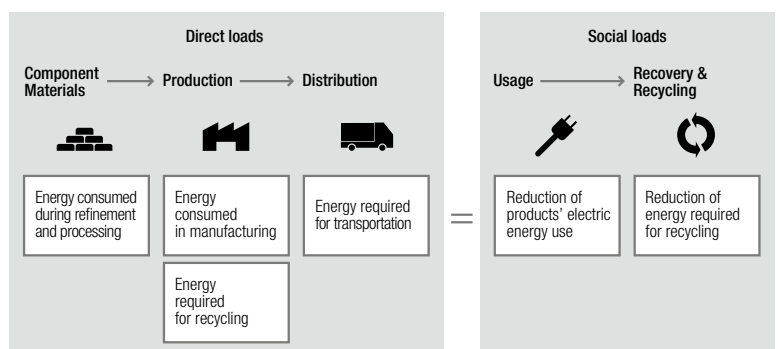 Direct loads
Component
Materials
Production
Distribution
Energy consumed
during refinement
and processing
Energy
consumed
in manufacturing
Energy
required
for recycling
Energy required
for transportation
=
Social loads
Usage
Recovery &
Recycling
Reduction of
products' electric
energy use
Reduction of
energy required
for recycling